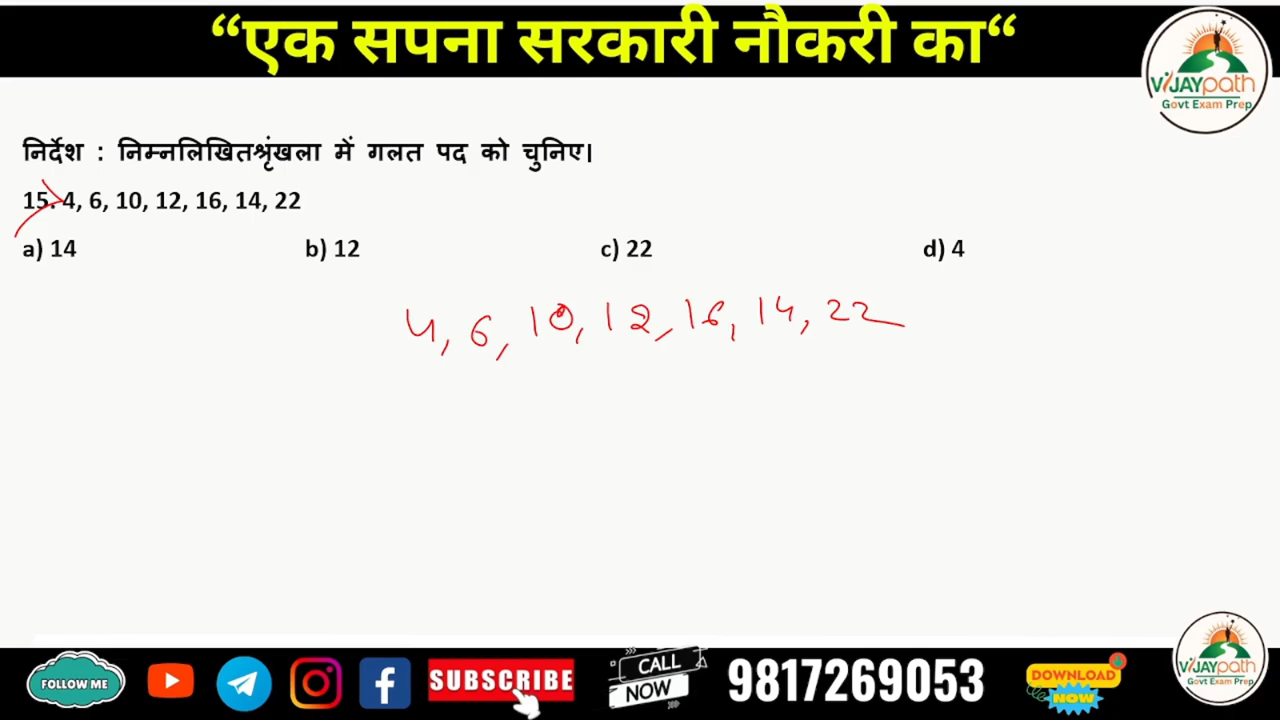 “एक सपना सरकारी नौकरी का“
VIJAYpath
Govt Exam Prep
निर्देश : निम्नलिखितश्रृंखला में गलत पद को चुनिए।
15. 4, 6, 10, 12, 16, 14, 22
a) 14 b) 12 c) 22 d) 4
4, 6, 10, 12, 16, 14, 22
VIJAYpath
Govt Exam Prep
FOLLOW ME
SUBSCRIBE
CALL
NOW
9817269053
DOWNLOAD
NOW